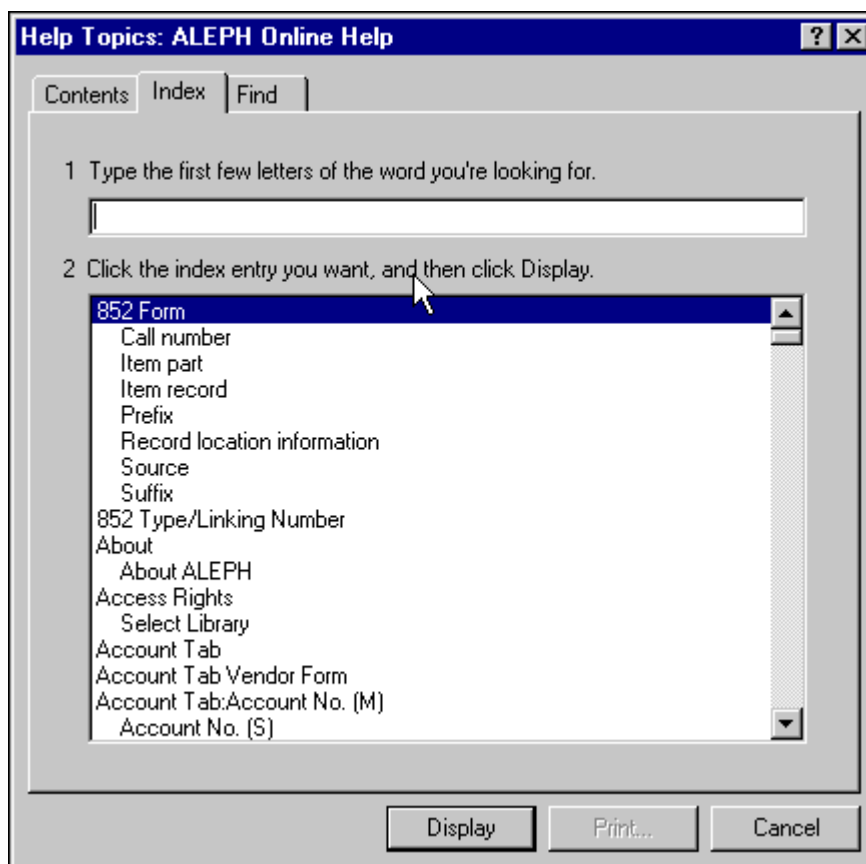 Help Topics: ALEPH Online Help
Contents Index Find
1 Type the first few letters of the word you're looking for.
2 Click the index entry you want, and then click Display.
852 Form
Call number
Item part
Item record
Prefix
Record location information
Source
Suffix
852 Type/Linking Number
About
About ALEPH
Access Rights
Select Library
Account Tab
Account Tab Vendor Form
Account Tab:Account No. (M)
Account No. (S)
Display Print... Cancel